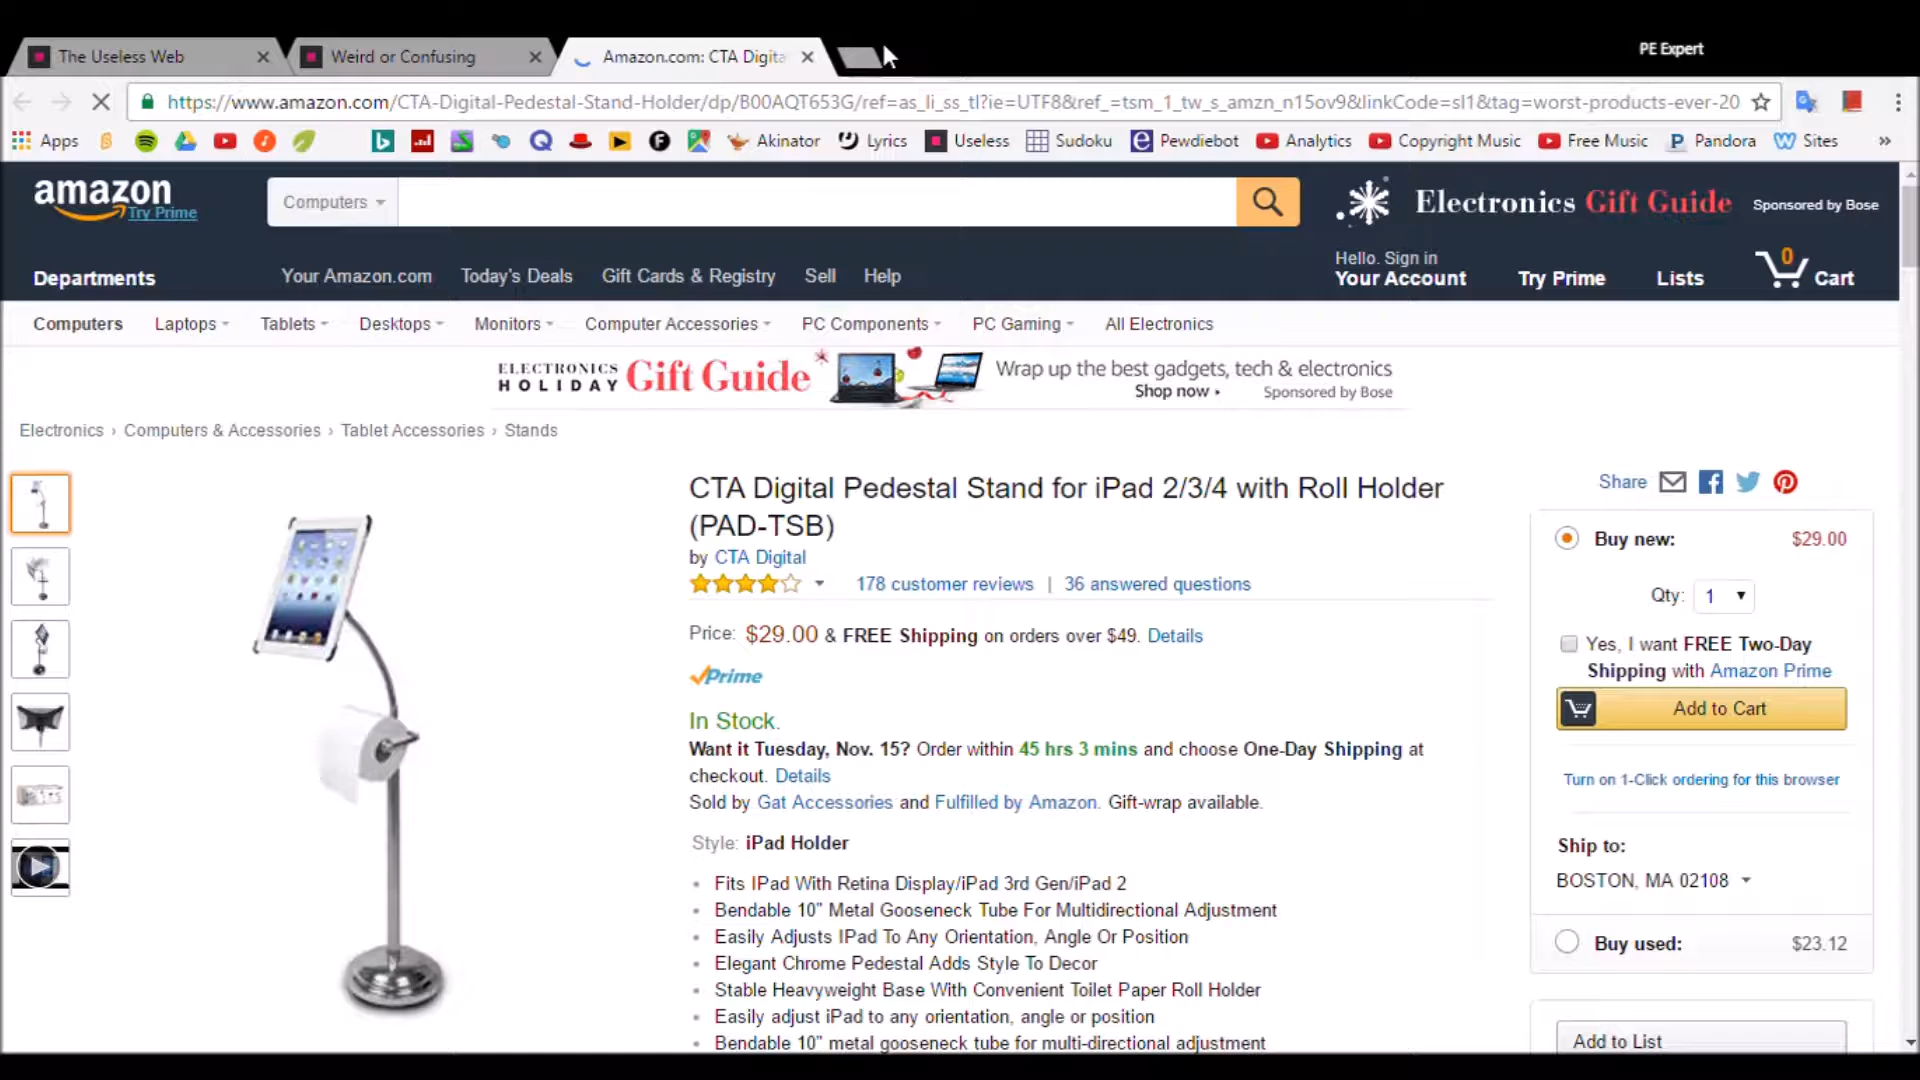 PE Expert
The Useless Web
Weird or Confusing
Amazon.com: CTA Digita
https://www.amazon.com/CTA-Digital-Pedestal-Stand-Holder/dp/B00AQT653G/ref=as_li_ss_tl?ie=UTF8&ref_=tsm_1_tw_s_amzn_n15ov9&linkCode=sl1&tag=worst-products-ever-20
Apps
Akinator
Lyrics
Useless
Sudoku
Pewdiebot
Analytics
Copyright Music
Free Music
Pandora
Sites
»
amazon
Try Prime
Computers
Electronics Gift Guide
Sponsored by Bose
Departments
Your Amazon.com
Today's Deals
Gift Cards & Registry
Sell
Help
Hello. Sign in
Your Account
Try Prime
Lists
0
Cart
Computers
Laptops
Tablets
Desktops
Monitors
Computer Accessories
PC Components
PC Gaming
All Electronics
ELECTRONICS
HOLIDAY
Gift Guide
Wrap up the best gadgets, tech & electronics
Shop now
Sponsored by Bose
Electronics › Computers & Accessories › Tablet Accessories › Stands
CTA Digital Pedestal Stand for iPad 2/3/4 with Roll Holder
(PAD-TSB)
by CTA Digital
178 customer reviews | 36 answered questions
Price: $29.00 & FREE Shipping on orders over $49. Details
Prime
In Stock.
Want it Tuesday, Nov. 15? Order within 45 hrs 3 mins and choose One-Day Shipping at
checkout. Details
Sold by Gat Accessories and Fulfilled by Amazon. Gift-wrap available.
Style: iPad Holder
• Fits IPad With Retina Display/iPad 3rd Gen/iPad 2
• Bendable 10" Metal Gooseneck Tube For Multidirectional Adjustment
• Easily Adjusts IPad To Any Orientation, Angle Or Position
• Elegant Chrome Pedestal Adds Style To Decor
• Stable Heavyweight Base With Convenient Toilet Paper Roll Holder
• Easily adjust iPad to any orientation, angle or position
• Bendable 10" metal gooseneck tube for multi-directional adjustment
Share
Buy new: $29.00
Qty: 1
Yes, I want FREE Two-Day
Shipping with Amazon Prime
Add to Cart
Turn on 1-Click ordering for this browser
Ship to:
BOSTON, MA 02108
Buy used: $23.12
Add to List